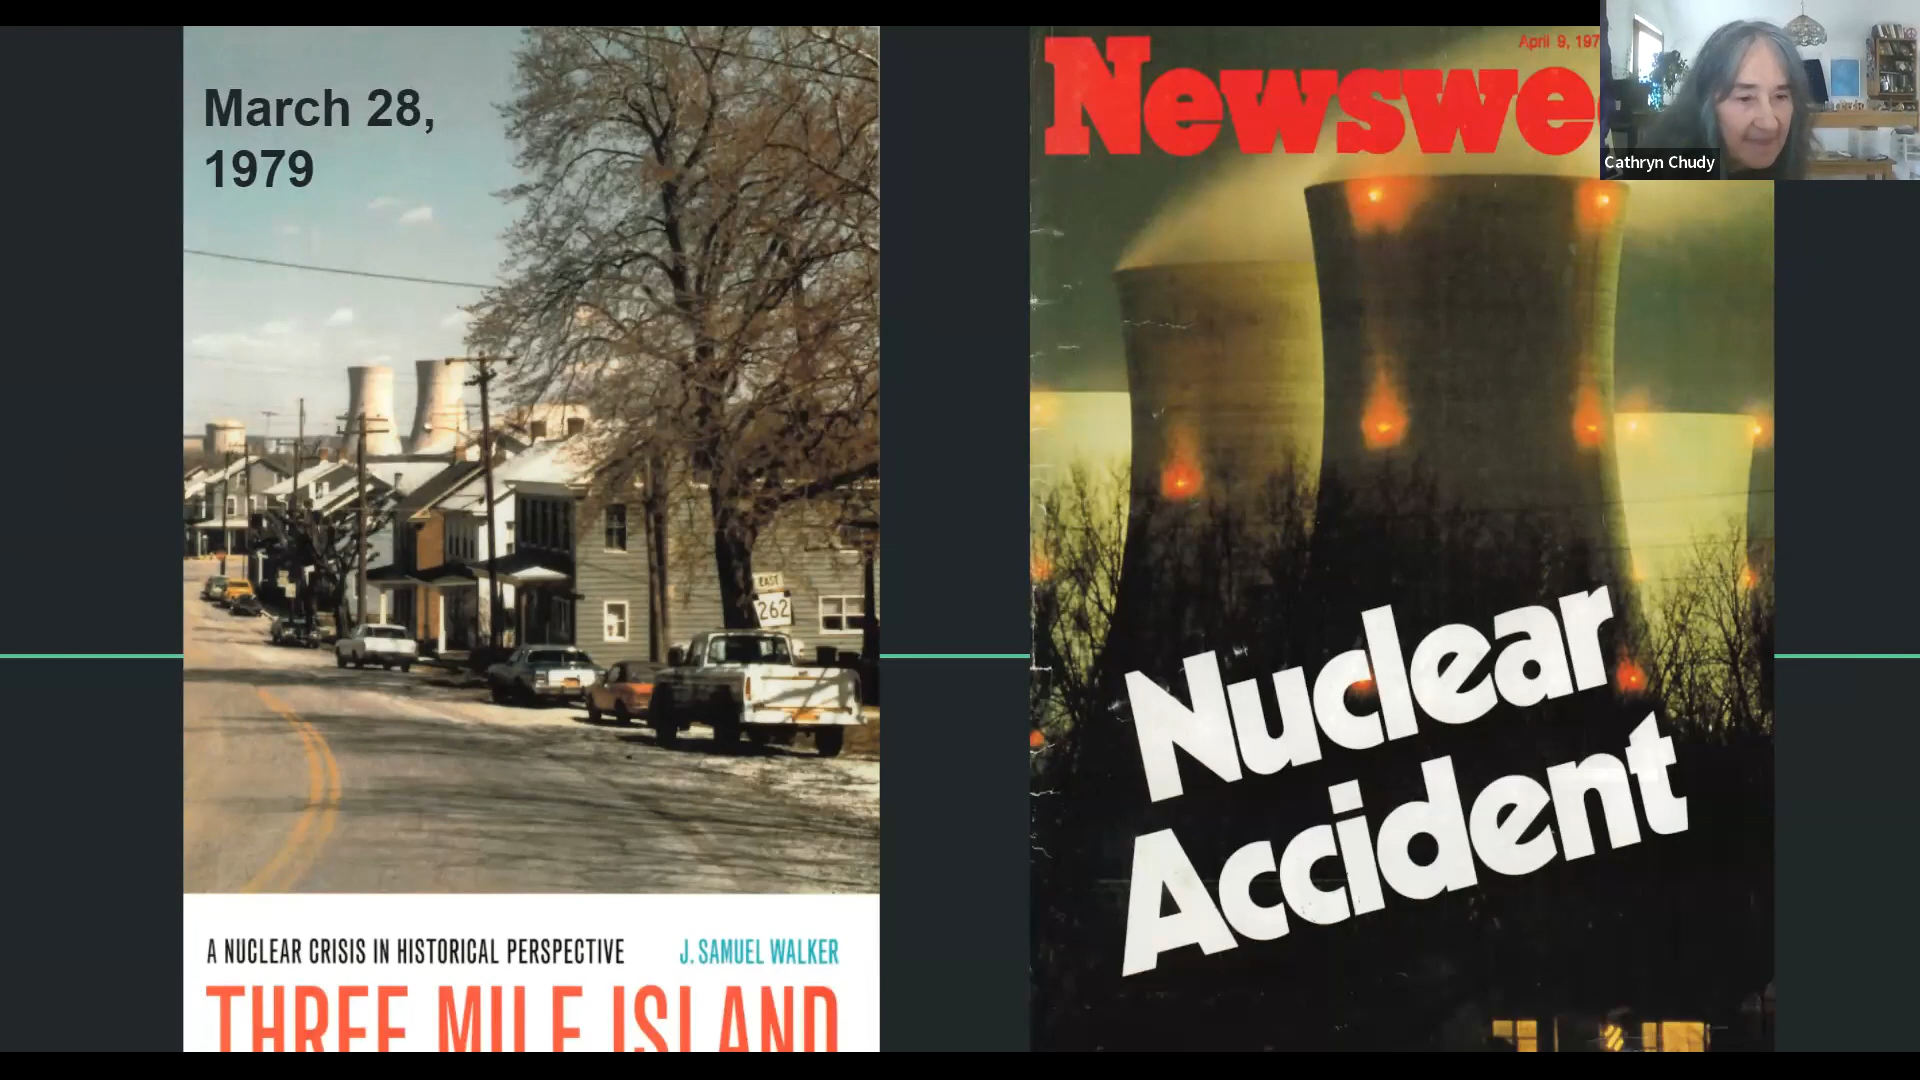 March 28,
1979
EAST
262
A NUCLEAR CRISIS IN HISTORICAL PERSPECTIVE
J. SAMUEL WALKER
THREE MILE ISLAND
April 9, 197
Newswe
Cathryn Chudy
Nuclear
Accident